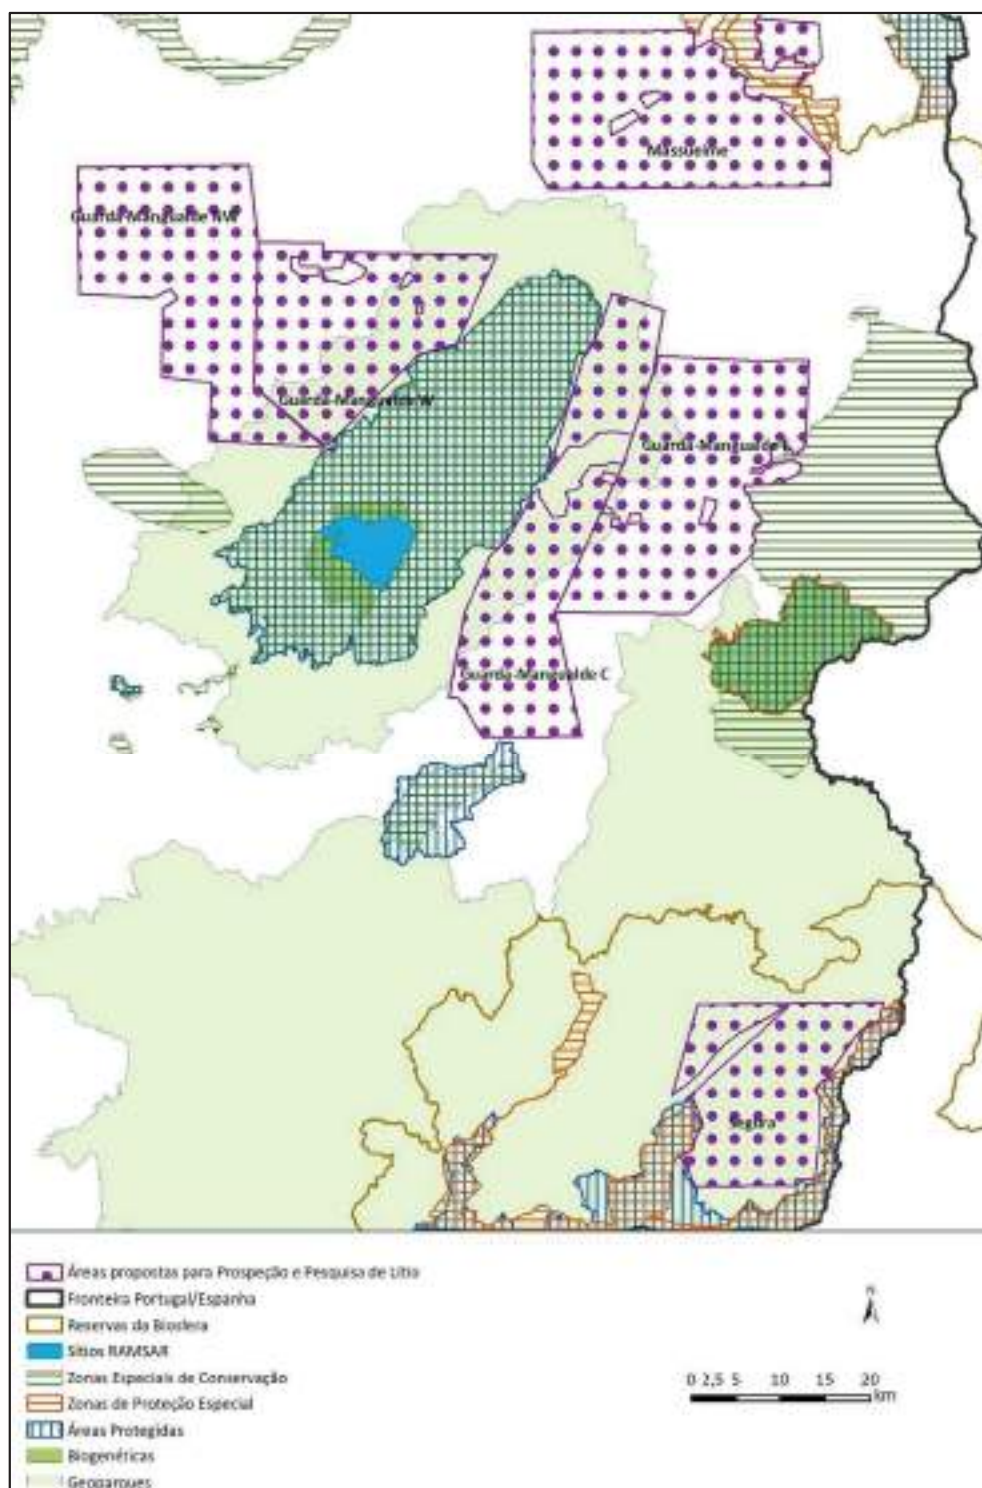 Massueime
Guarda-Mangualde NW
Guarda-Mangualde W
Guarda-Mangualde E
Guarda-Mangualde C
Segura
Áreas propostas para Prospeção e Pesquisa de Lítio
Fronteira Portugal/Espanha
Reservas da Biosfera
Sítios RAMSAR
Zonas Especiais de Conservação
Zonas de Proteção Especial
Áreas Protegidas
Biogenéticas
Geoparques
N
0 2,5 5 10 15 20
km